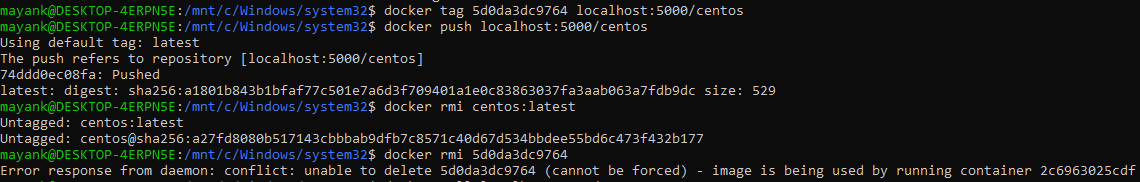 mayank@DESKTOP-4ERPN5E:/mnt/c/Windows/system32$ docker tag 5d0da3dc9764 localhost:5000/centos
mayank@DESKTOP-4ERPN5E:/mnt/c/Windows/system32$ docker push localhost:5000/centos
Using default tag: latest
The push refers to repository [localhost:5000/centos]
74ddd0ec08fa: Pushed
latest: digest: sha256:a1801b843b1bfaf77c501e7a6d3f709401a1e0c83863037fa3aab063a7fdb9dc size: 529
mayank@DESKTOP-4ERPN5E:/mnt/c/Windows/system32$ docker rmi centos:latest
Untagged: centos:latest
Untagged: centos@sha256:a27fd8080b517143cbbbab9dfb7c8571c40d67d534bbdee55bd6c473f432b177
mayank@DESKTOP-4ERPN5E:/mnt/c/Windows/system32$ docker rmi 5d0da3dc9764
Error response from daemon: conflict: unable to delete 5d0da3dc9764 (cannot be forced) - image is being used by running container 2c6963025cdf